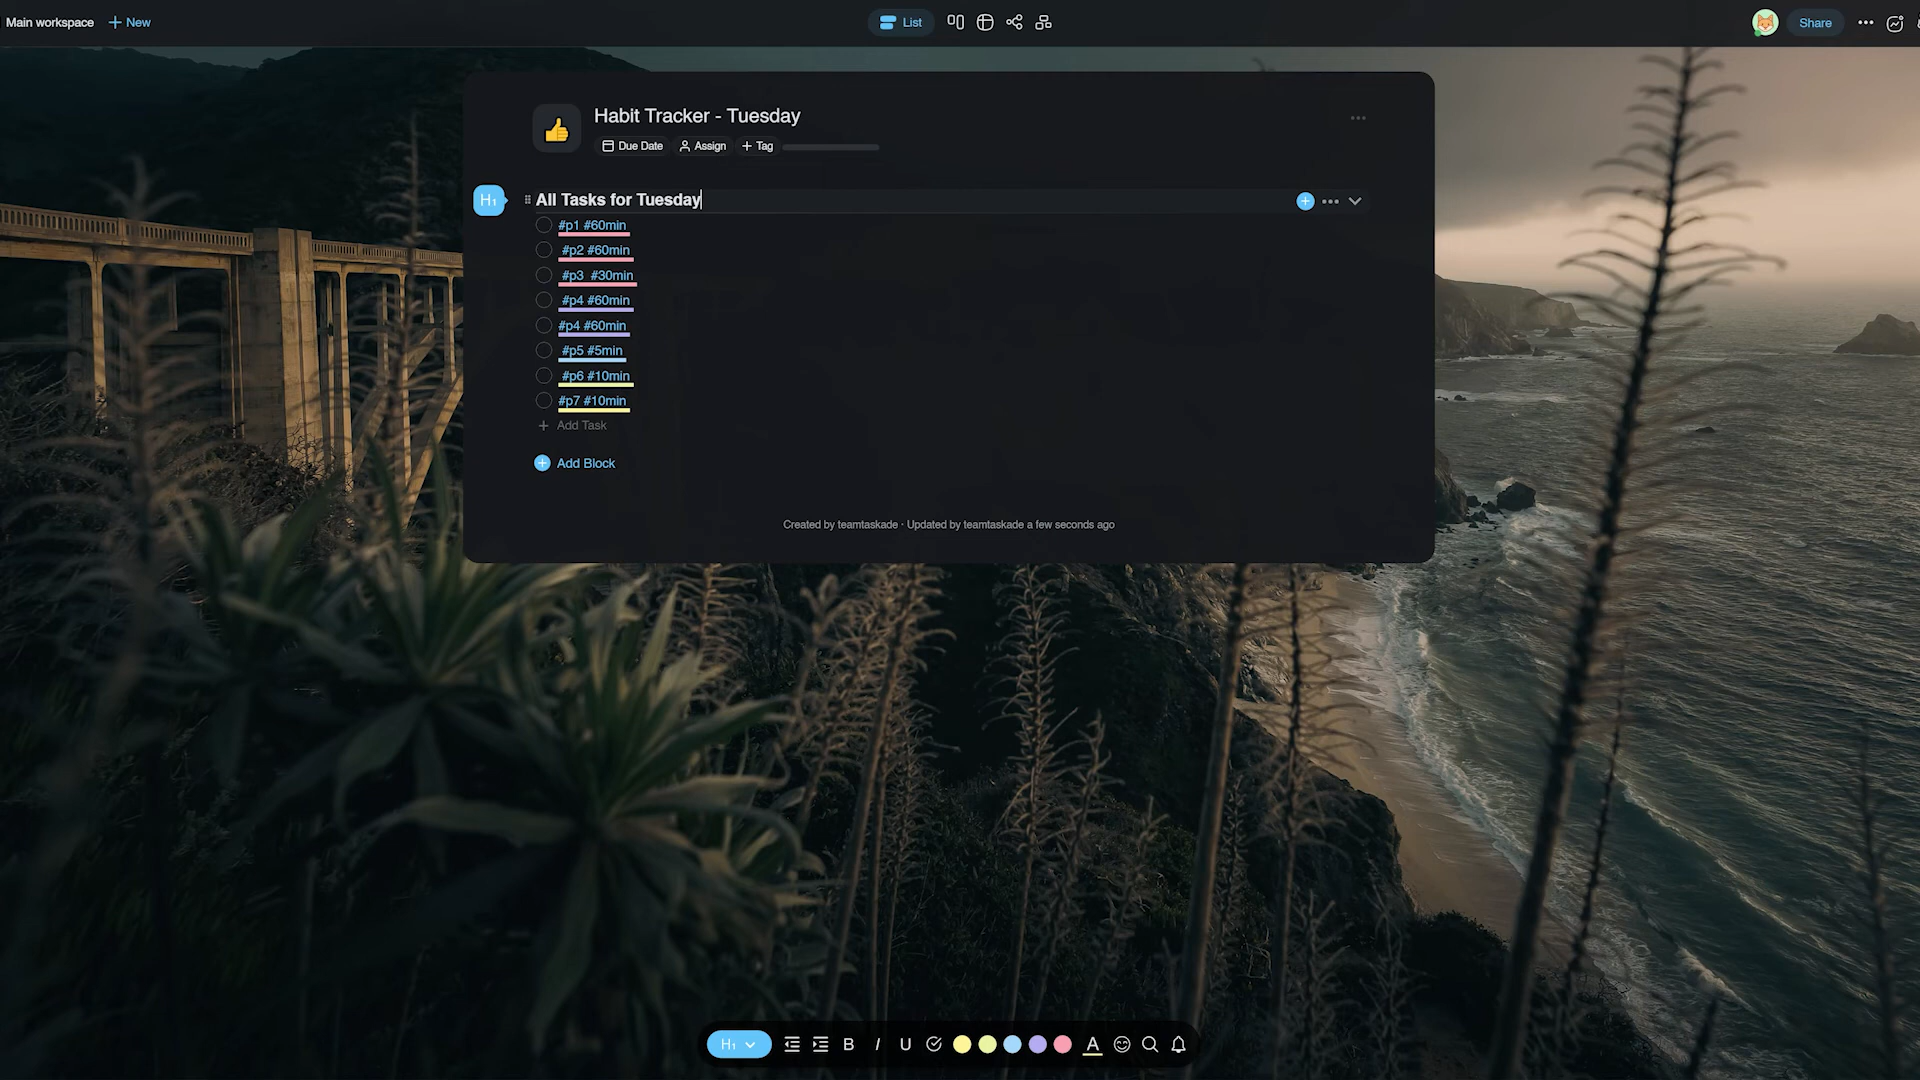 Main workspace + New List Share
Habit Tracker - Tuesday
Due Date Assign + Tag
H1 All Tasks for Tuesday
#p1 #60min
#p2 #60min
#p3 #30min
#p4 #60min
#p4 #60min
#p5 #5min
#p6 #10min
#p7 #10min
+ Add Task
+ Add Block
Created by teamtaskade · Updated by teamtaskade a few seconds ago
H1 B I U A